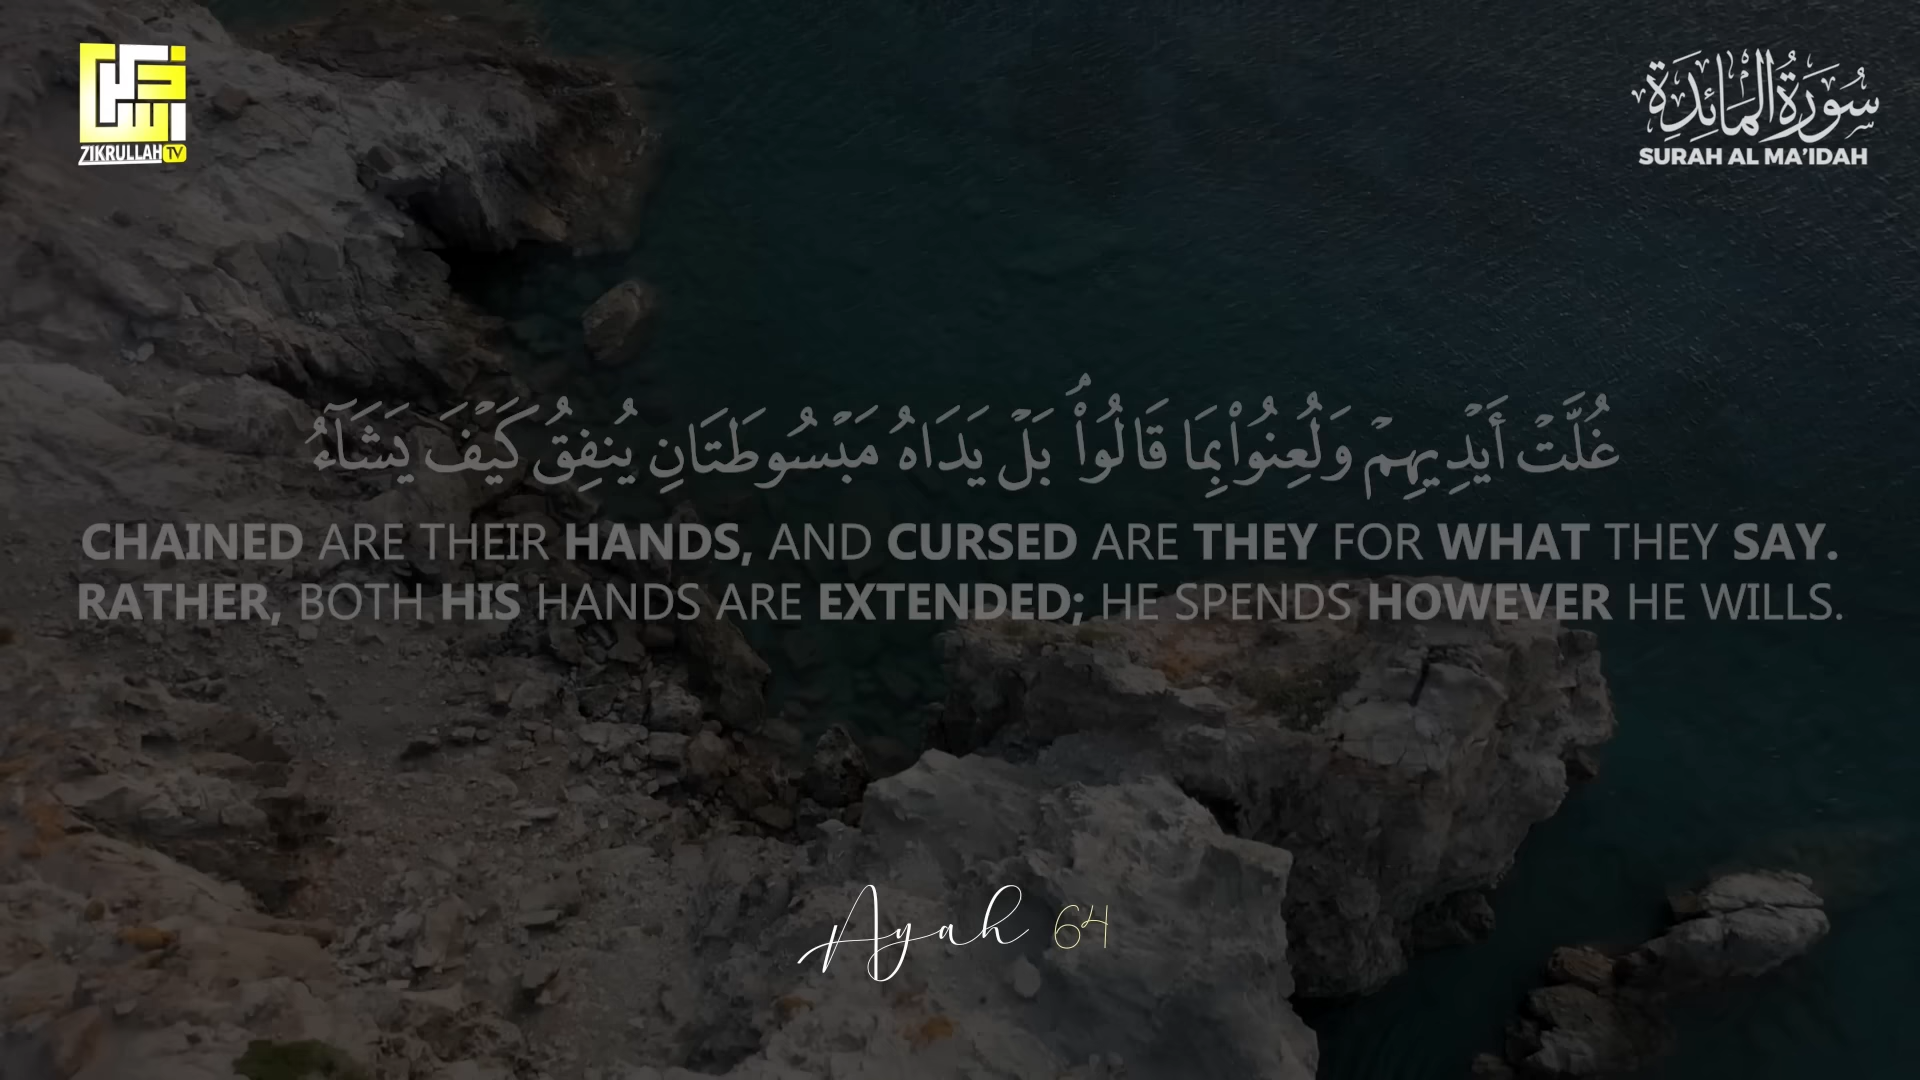 ZIKRULLAH TV
سُورَةُ الْمَائِدَة
SURAH AL MA'IDAH
غُلَّتْ أَيْدِيهِمْ وَلُعِنُوا۟ بِمَا قَالُوا۟ ۘ بَلْ يَدَاهُ مَبْسُوطَتَانِ يُنفِقُ كَيْفَ يَشَآءُ
CHAINED ARE THEIR HANDS, AND CURSED ARE THEY FOR WHAT THEY SAY.
RATHER, BOTH HIS HANDS ARE EXTENDED; HE SPENDS HOWEVER HE WILLS.
Ayah 64